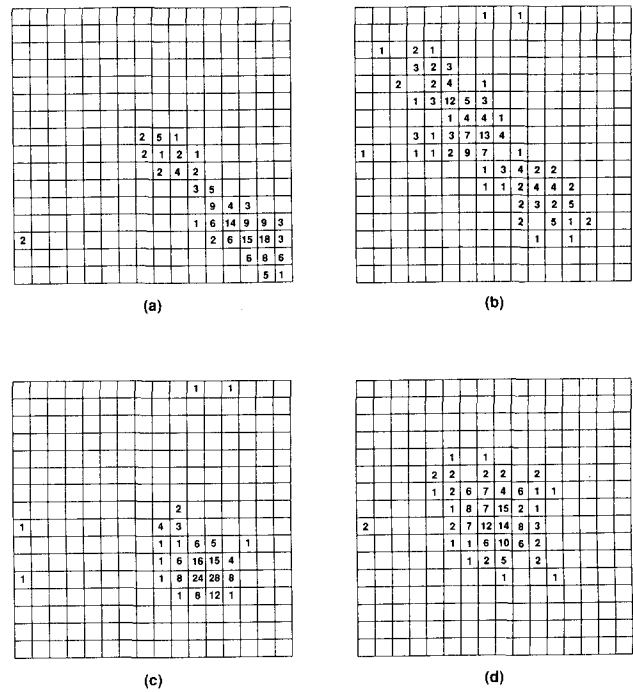 1 1
1 2 1
3 2 3
2 2 4 1
1 3 12 5 3
1 4 4 1
2 5 1
3 1 3 7 13 4
2 1 2 1
1 1 1 2 9 7 1
2 4 2
1 3 4 2 2
3 5
1 1 2 4 4 2
9 4 3
2 3 2 5
1 6 14 9 9 3
2 5 1 2
2 2 6 15 18 3
1 1
6 8 6
5 1
(a)
(b)
1 1
1 1
2 2 2 2 2
1 2 6 7 4 6 1 1
2
1 8 7 15 2 1
1 4 3
2 2 7 12 14 8 3
1 1 6 5 1
1 1 6 10 6 2
1 6 16 15 4
1 2 5 2
1 1 8 24 28 8
1 1
1 8 12 1
(c)
(d)